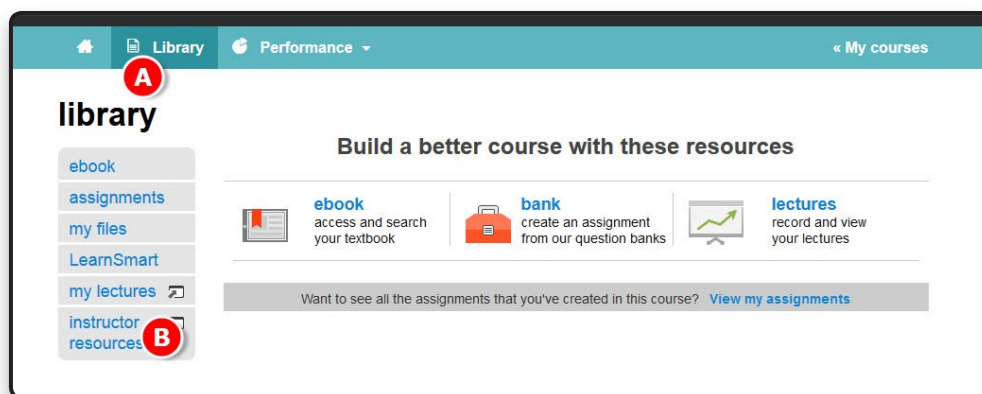 Library
Performance
« My courses
A
library
ebook
assignments
my files
LearnSmart
my lectures
instructor
resources
B
Build a better course with these resources
ebook
access and search
your textbook
bank
create an assignment
from our question banks
lectures
record and view
your lectures
Want to see all the assignments that you've created in this course? View my assignments